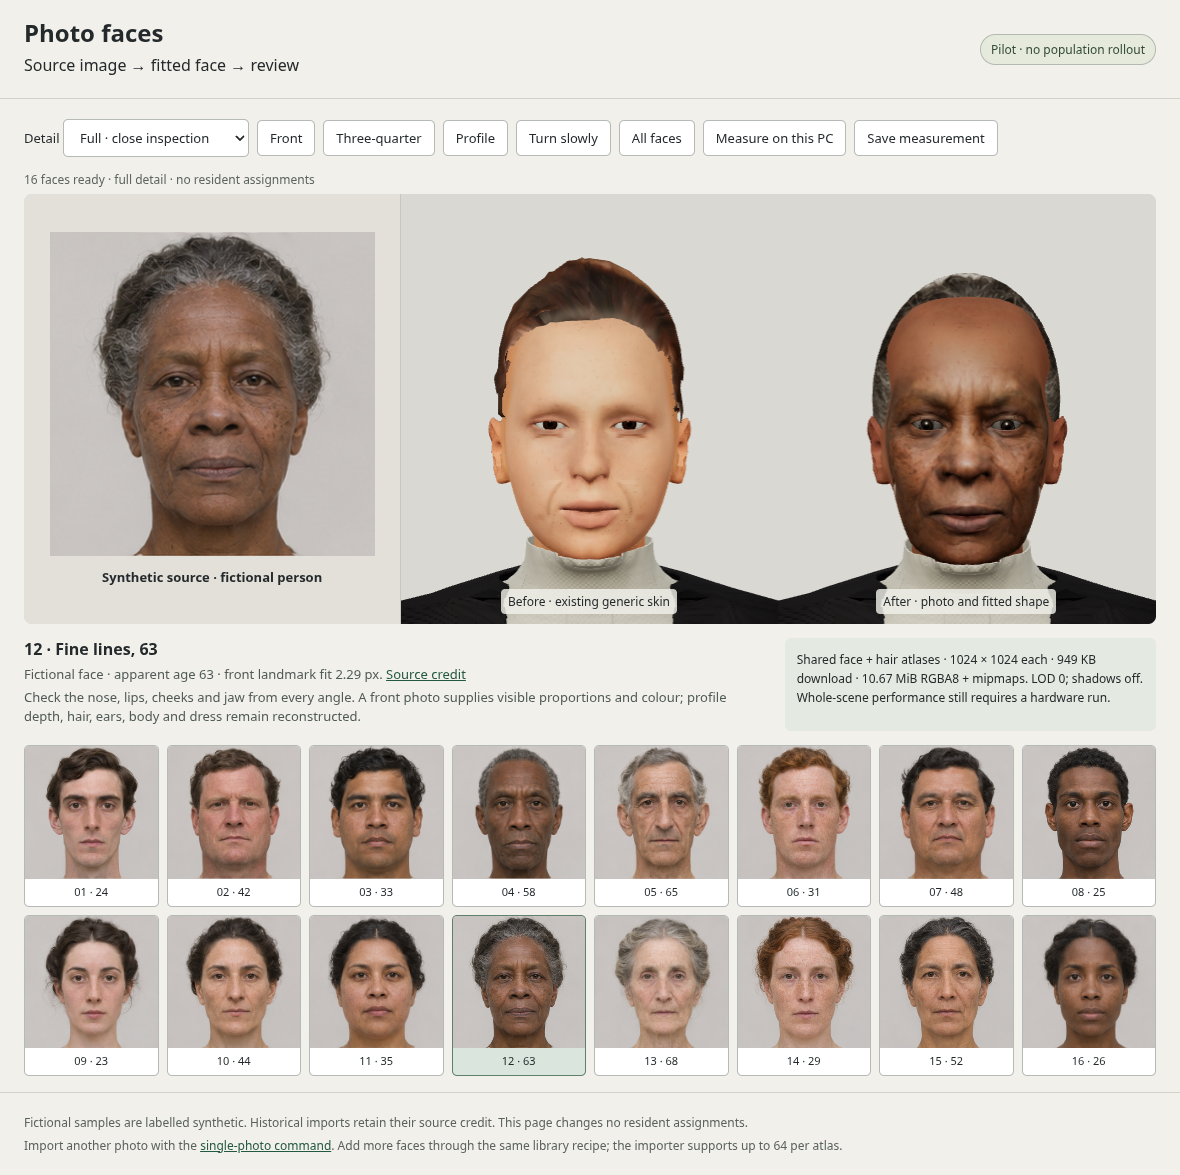 Photo faces
Source image → fitted face → review
Pilot · no population rollout
Detail
Full · close inspection
Front
Three-quarter
Profile
Turn slowly
All faces
Measure on this PC
Save measurement
16 faces ready · full detail · no resident assignments
Synthetic source · fictional person
Before · existing generic skin
After · photo and fitted shape
12 · Fine lines, 63
Fictional face · apparent age 63 · front landmark fit 2.29 px. Source credit
Check the nose, lips, cheeks and jaw from every angle. A front photo supplies visible proportions and colour; profile
depth, hair, ears, body and dress remain reconstructed.
Shared face + hair atlases · 1024 × 1024 each · 949 KB
download · 10.67 MiB RGBA8 + mipmaps. LOD 0; shadows off.
Whole-scene performance still requires a hardware run.
01 · 24
02 · 42
03 · 33
04 · 58
05 · 65
06 · 31
07 · 48
08 · 25
09 · 23
10 · 44
11 · 35
12 · 63
13 · 68
14 · 29
15 · 52
16 · 26
Fictional samples are labelled synthetic. Historical imports retain their source credit. This page changes no resident assignments.
Import another photo with the single-photo command. Add more faces through the same library recipe; the importer supports up to 64 per atlas.